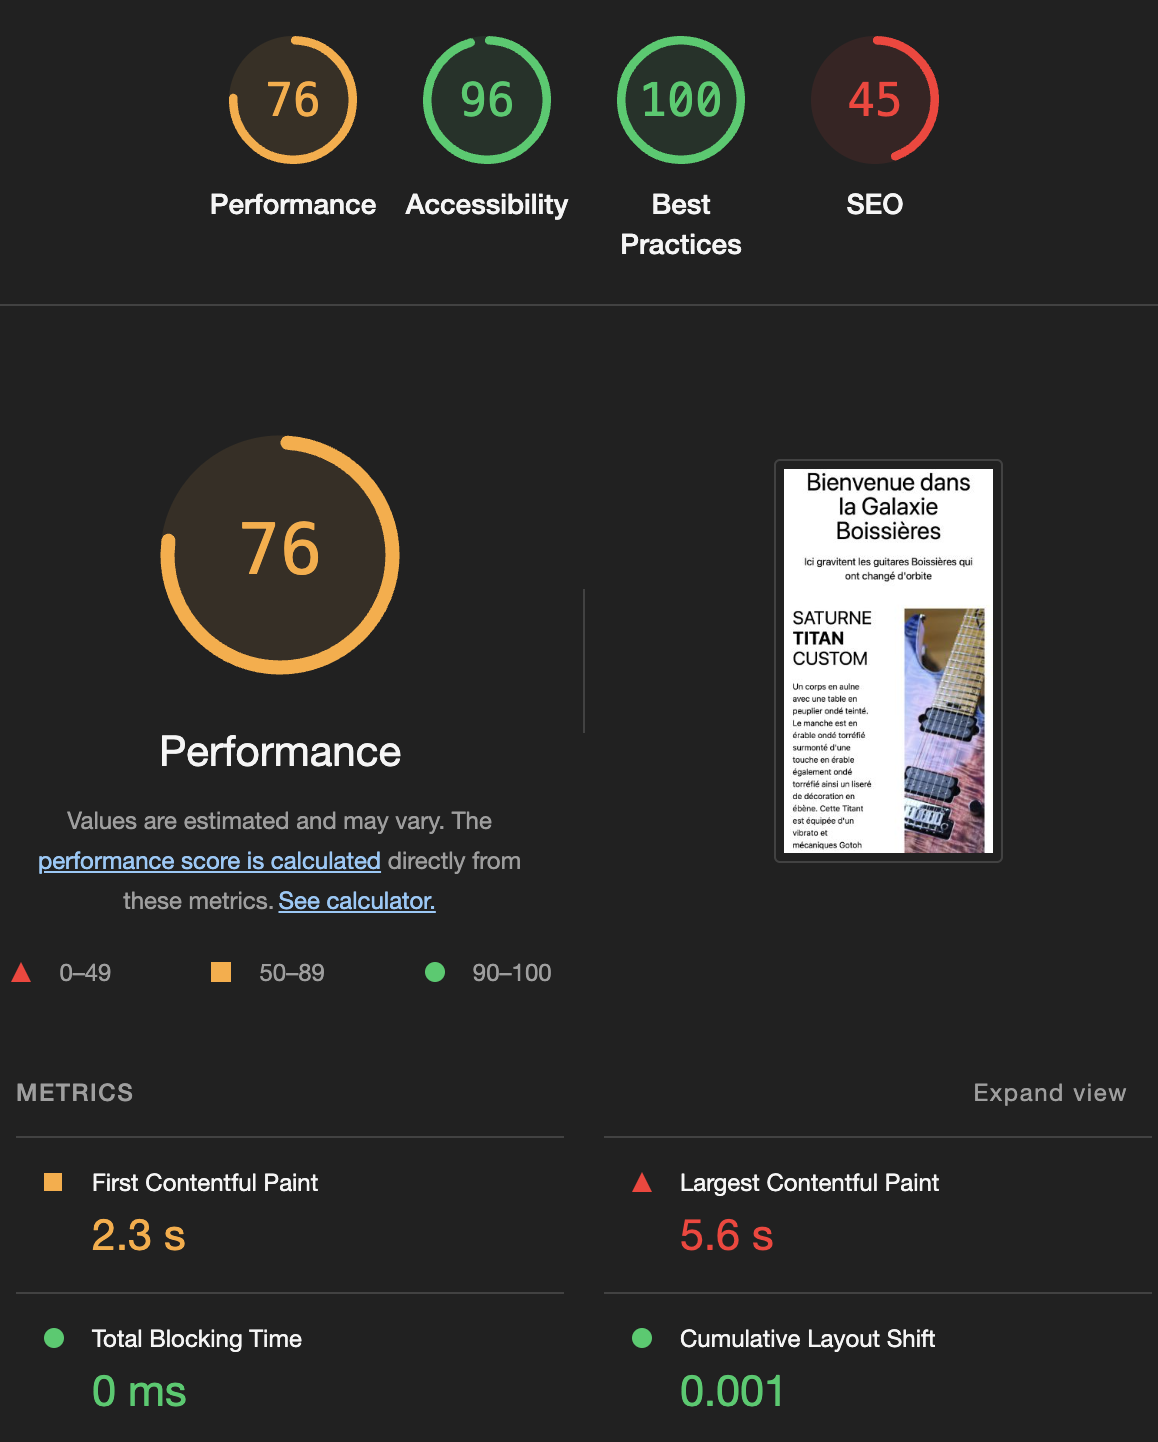 76
96
100
45
Performance
Accessibility
Best
Practices
SEO
76
Performance
Values are estimated and may vary. The
performance score is calculated directly from
these metrics. See calculator.
0–49
50–89
90–100
Bienvenue dans
la Galaxie
Boissières
Ici gravitent les guitares Boissières qui
ont changé d'orbite
SATURNE
TITAN
CUSTOM
Un corps en aulne
avec une table en
peuplier ondé teinté.
Le manche est en
érable ondé torréfié
surmonté d'une
touche en érable
également ondé
torréfié ainsi un liseré
de décoration en
ébène. Cette Titant
est équipée d'un
vibrato et
mécaniques Gotoh
METRICS
Expand view
First Contentful Paint
2.3 s
Largest Contentful Paint
5.6 s
Total Blocking Time
0 ms
Cumulative Layout Shift
0.001